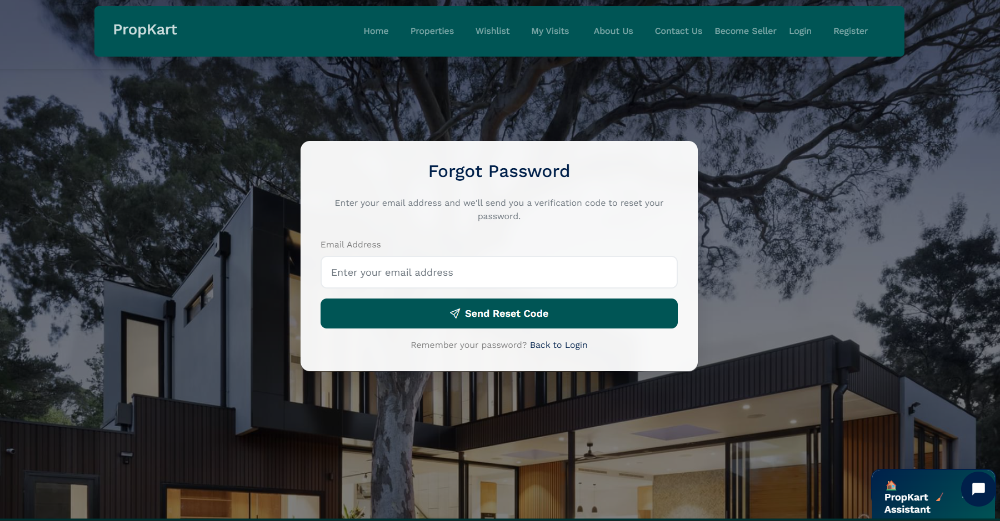 PropKart
Home Properties Wishlist My Visits About Us Contact Us Become Seller Login Register
Forgot Password
Enter your email address and we'll send you a verification code to reset your
password.
Email Address
Enter your email address
Send Reset Code
Remember your password? Back to Login
PropKart
Assistant